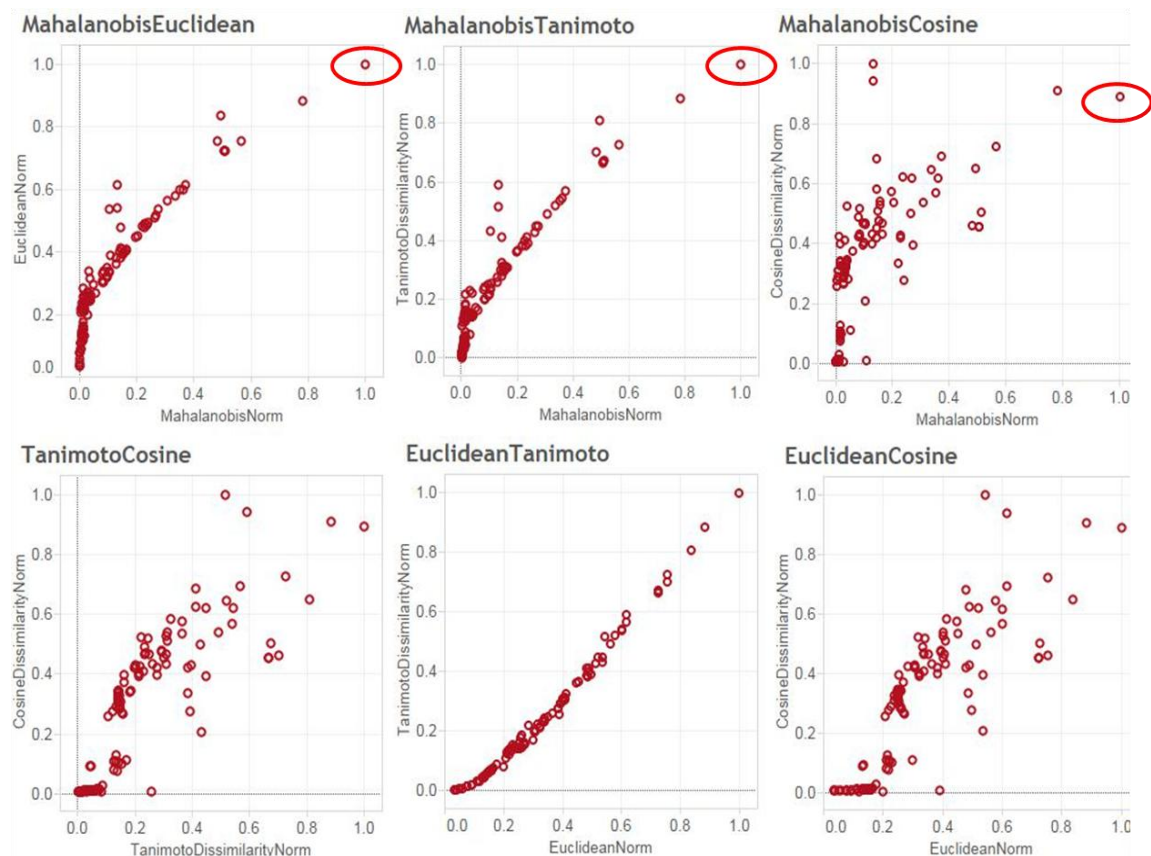 MahalanobisEuclidean
EuclideanNorm
1.0
0.8
0.6
0.4
0.2
0.0
0.0 0.2 0.4 0.6 0.8 1.0
MahalanobisNorm
MahalanobisTanimoto
TanimotoDissimilarityNorm
1.0
0.8
0.6
0.4
0.2
0.0
0.0 0.2 0.4 0.6 0.8 1.0
MahalanobisNorm
MahalanobisCosine
CosineDissimilarityNorm
1.0
0.8
0.6
0.4
0.2
0.0
0.0 0.2 0.4 0.6 0.8 1.0
MahalanobisNorm
TanimotoCosine
CosineDissimilarityNorm
1.0
0.8
0.6
0.4
0.2
0.0
0.0 0.2 0.4 0.6 0.8 1.0
TanimotoDissimilarityNorm
EuclideanTanimoto
TanimotoDissimilarityNorm
1.0
0.8
0.6
0.4
0.2
0.0
0.0 0.2 0.4 0.6 0.8 1.0
EuclideanNorm
EuclideanCosine
CosineDissimilarityNorm
1.0
0.8
0.6
0.4
0.2
0.0
0.0 0.2 0.4 0.6 0.8 1.0
EuclideanNorm